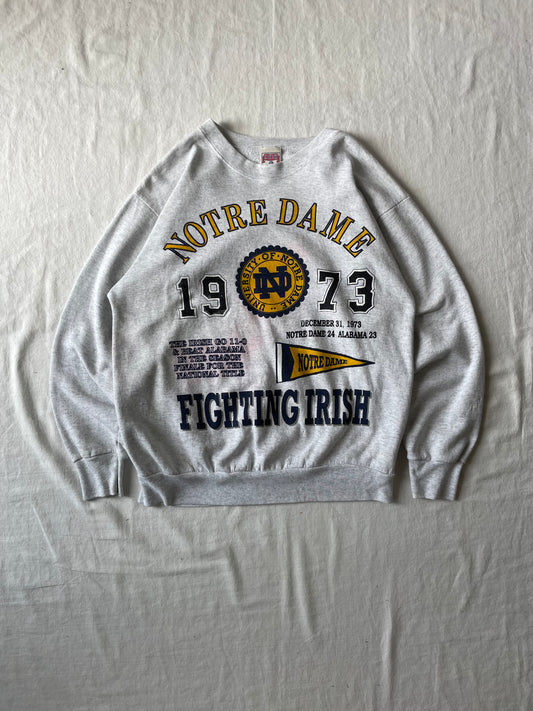 NOTRE DAME
UNIVERSITY · OF · NOTRE DAME
ND
19 73
DECEMBER 31, 1973
NOTRE DAME 24 ALABAMA 23
THE IRISH GO 11-0
& BEAT ALABAMA
IN THE SEASON
FINALE FOR THE
NATIONAL TITLE
NOTRE DAME
FIGHTING IRISH